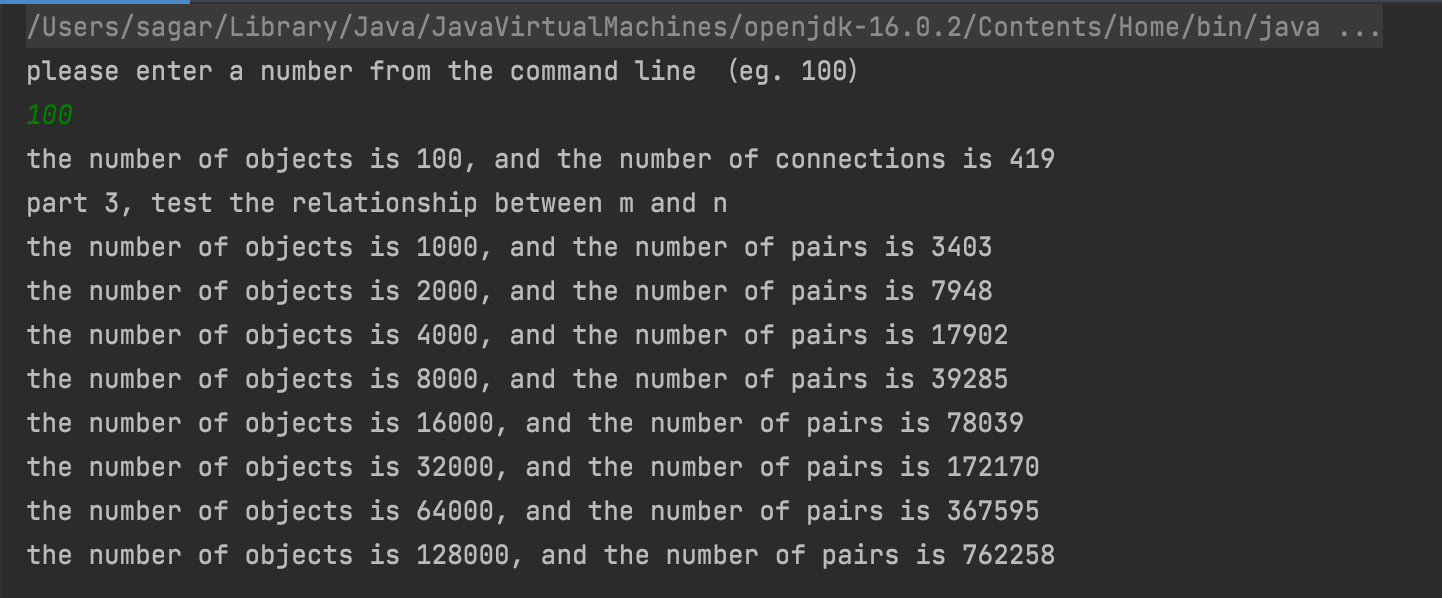 /Users/sagar/Library/Java/JavaVirtualMachines/openjdk-16.0.2/Contents/Home/bin/java ...
please enter a number from the command line  (eg. 100)
100
the number of objects is 100, and the number of connections is 419
part 3, test the relationship between m and n
the number of objects is 1000, and the number of pairs is 3403
the number of objects is 2000, and the number of pairs is 7948
the number of objects is 4000, and the number of pairs is 17902
the number of objects is 8000, and the number of pairs is 39285
the number of objects is 16000, and the number of pairs is 78039
the number of objects is 32000, and the number of pairs is 172170
the number of objects is 64000, and the number of pairs is 367595
the number of objects is 128000, and the number of pairs is 762258